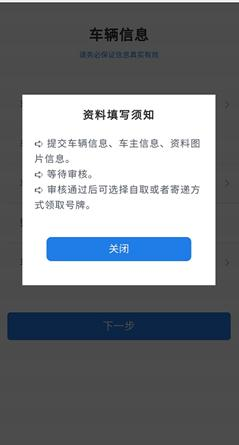 车辆信息
请务必保证信息真实有效
资料填写须知
➪ 提交车辆信息、车主信息、资料图
片信息。
➪ 等待审核。
➪ 审核通过后可选择自取或者寄递方
式领取号牌。
关闭
下一步